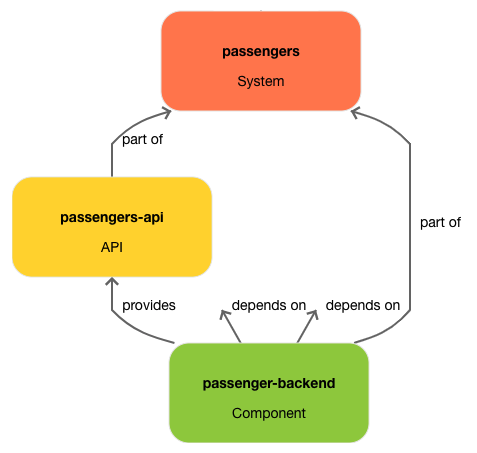 passengers
System
part of
passengers-api
API
part of
provides
depends on
depends on
passenger-backend
Component